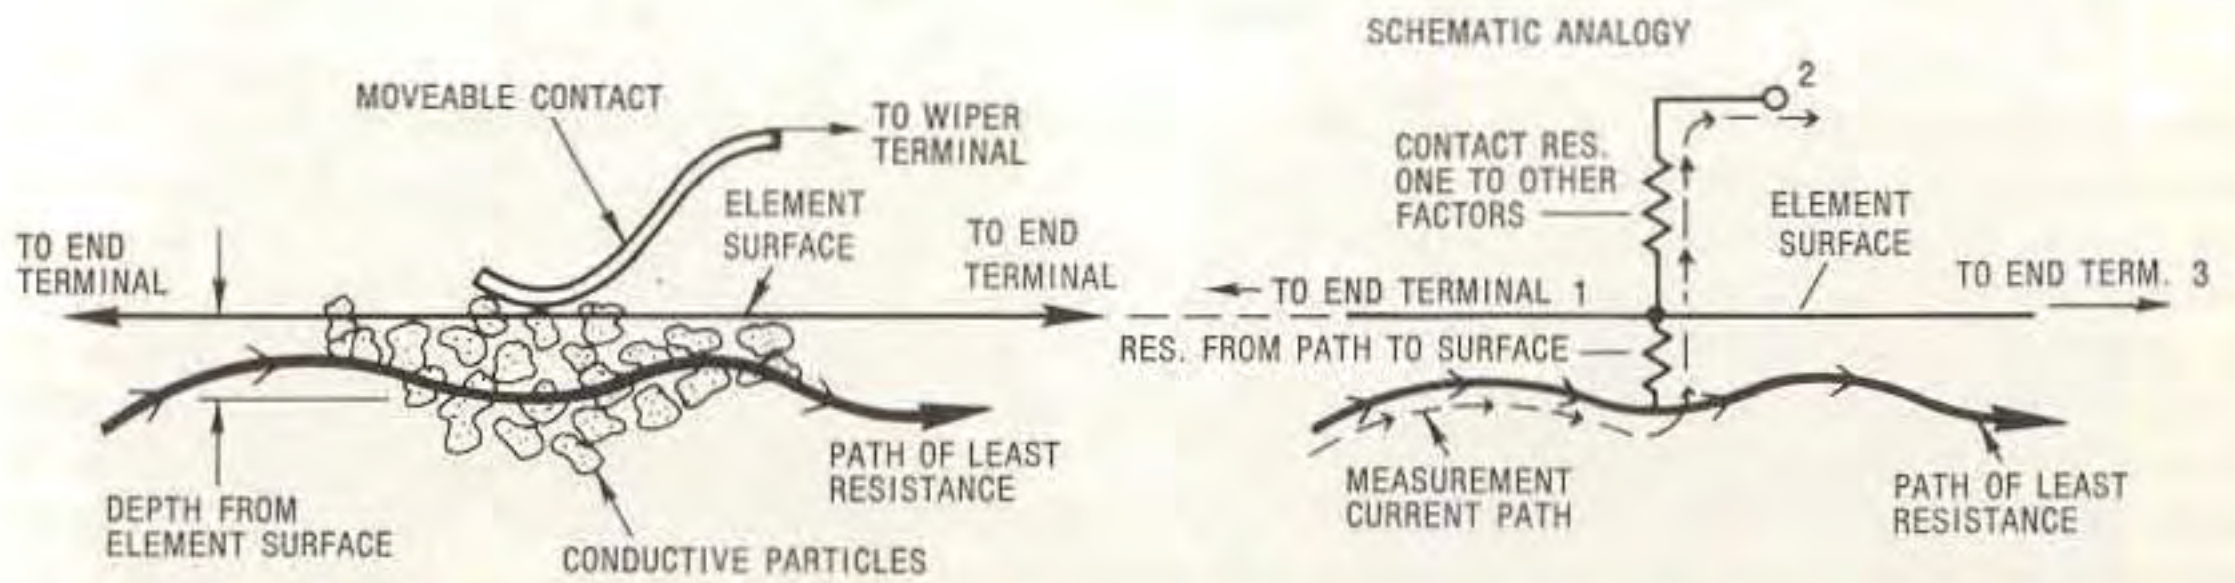 MOVEABLE CONTACT
TO WIPER
TERMINAL
ELEMENT
SURFACE
TO END
TERMINAL
TO END
TERMINAL
DEPTH FROM
ELEMENT SURFACE
CONDUCTIVE PARTICLES
PATH OF LEAST
RESISTANCE
SCHEMATIC ANALOGY
2
CONTACT RES.
ONE TO OTHER
FACTORS
ELEMENT
SURFACE
TO END TERMINAL 1
TO END TERM. 3
RES. FROM PATH TO SURFACE
MEASUREMENT
CURRENT PATH
PATH OF LEAST
RESISTANCE